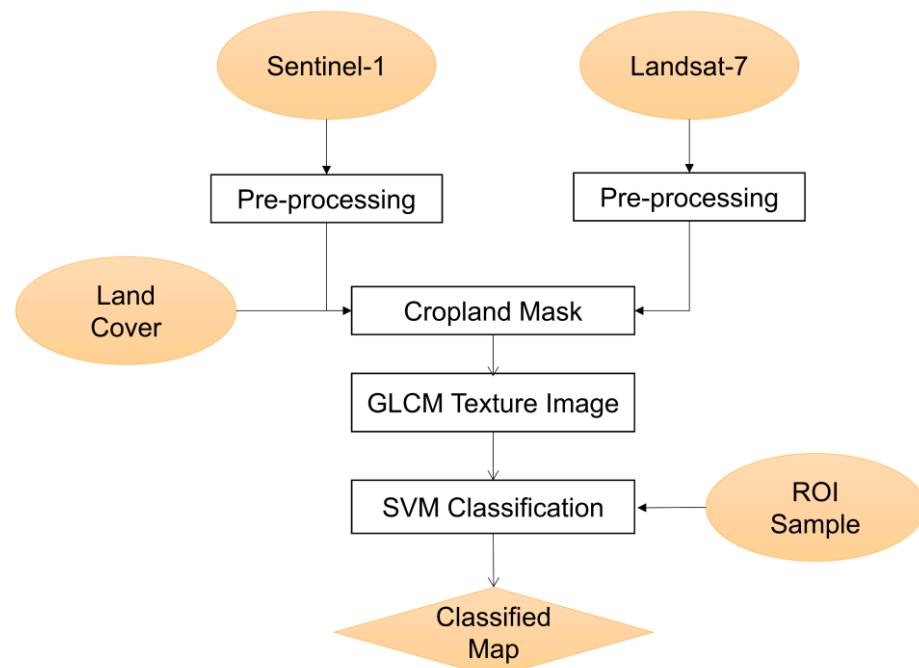 Sentinel-1
Landsat-7
Pre-processing
Pre-processing
Land
Cover
Cropland Mask
GLCM Texture Image
SVM Classification
ROI
Sample
Classified
Map